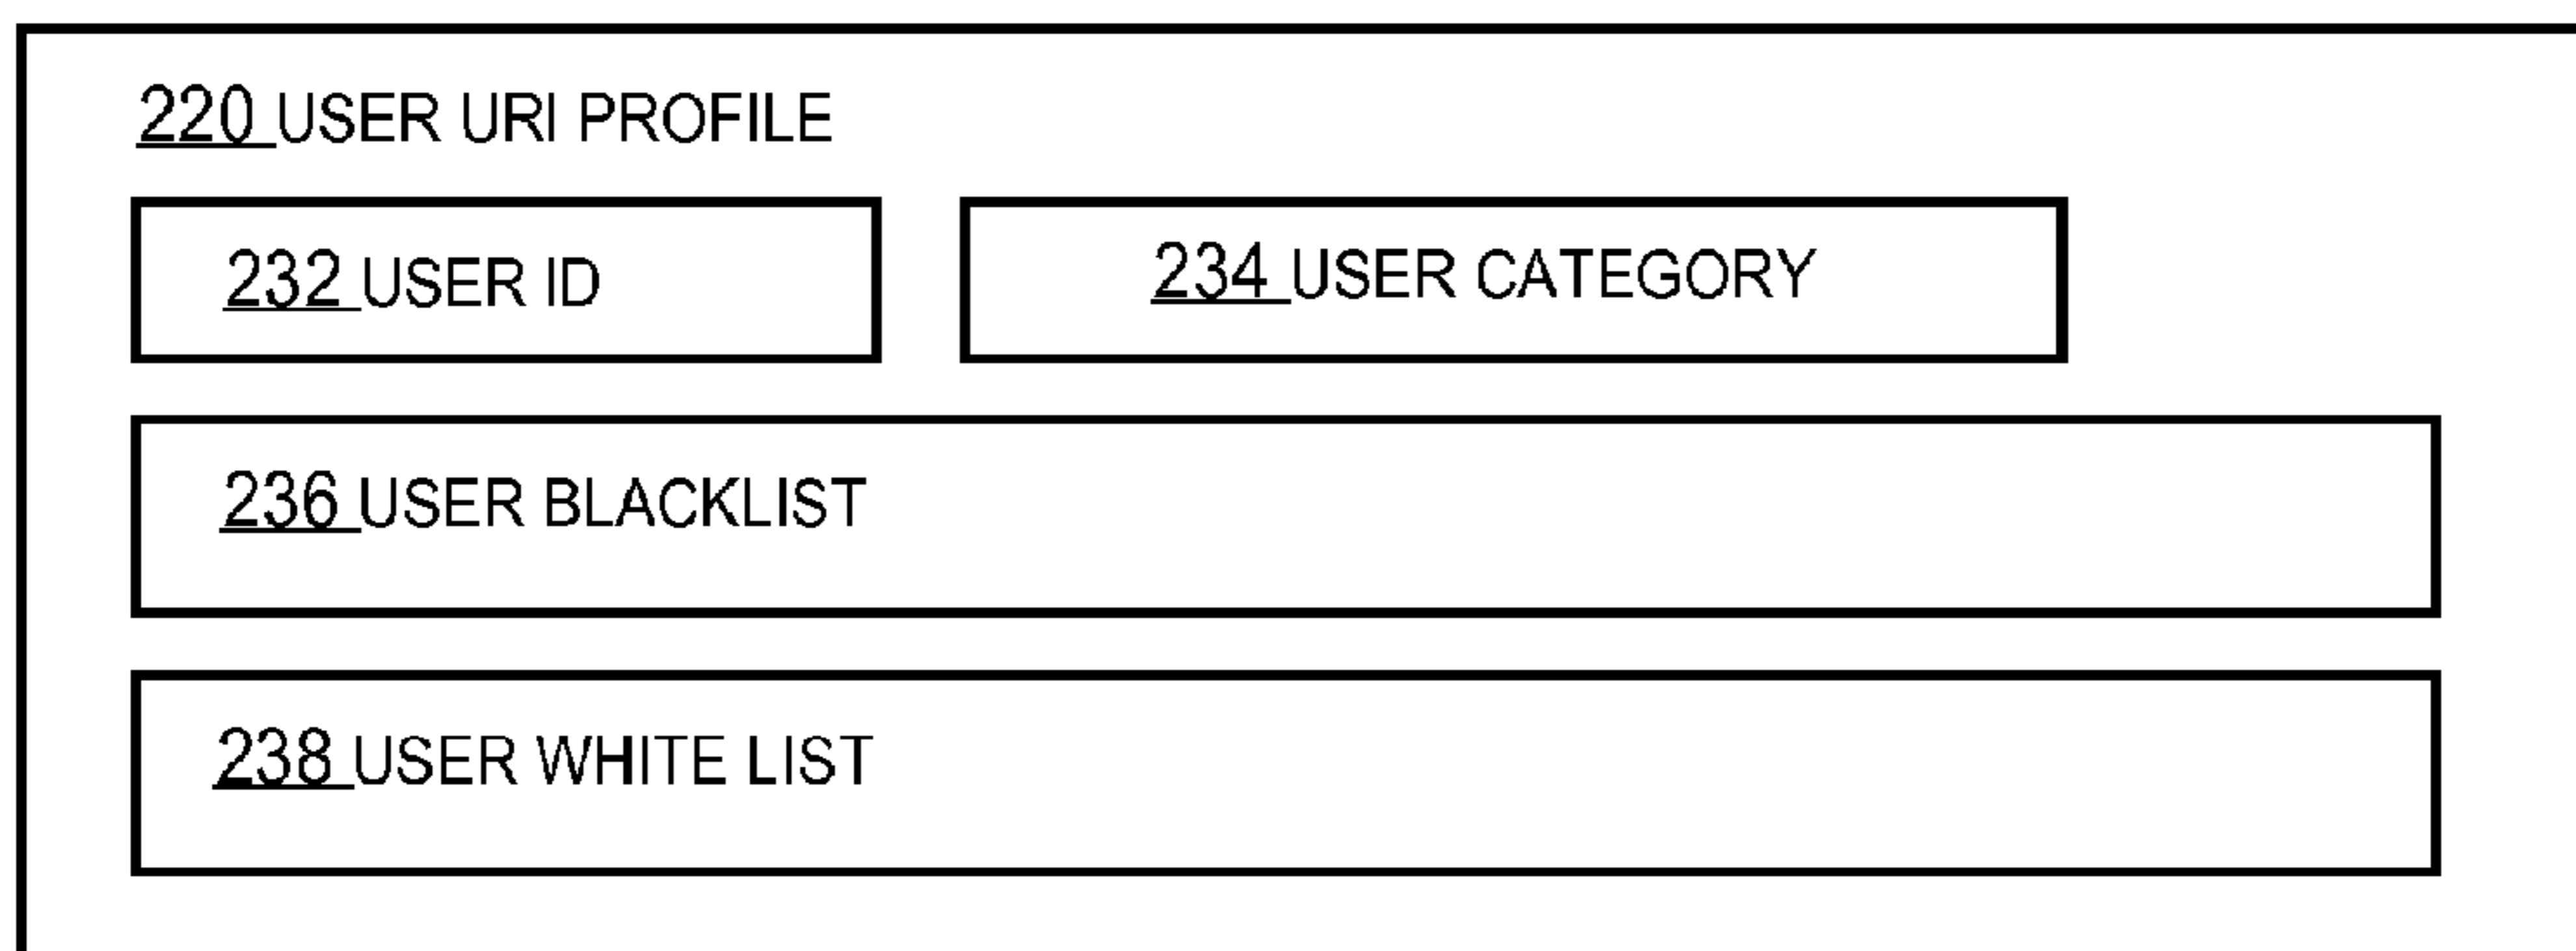 220 USER URI PROFILE
232 USER ID
234 USER CATEGORY
236 USER BLACKLIST
238 USER WHITE LIST